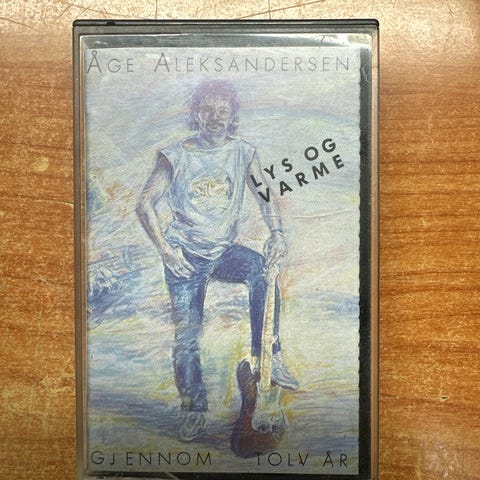 ÅGE ALEKSANDERSEN
LYS OG
VARME
GJENNOM TOLV ÅR